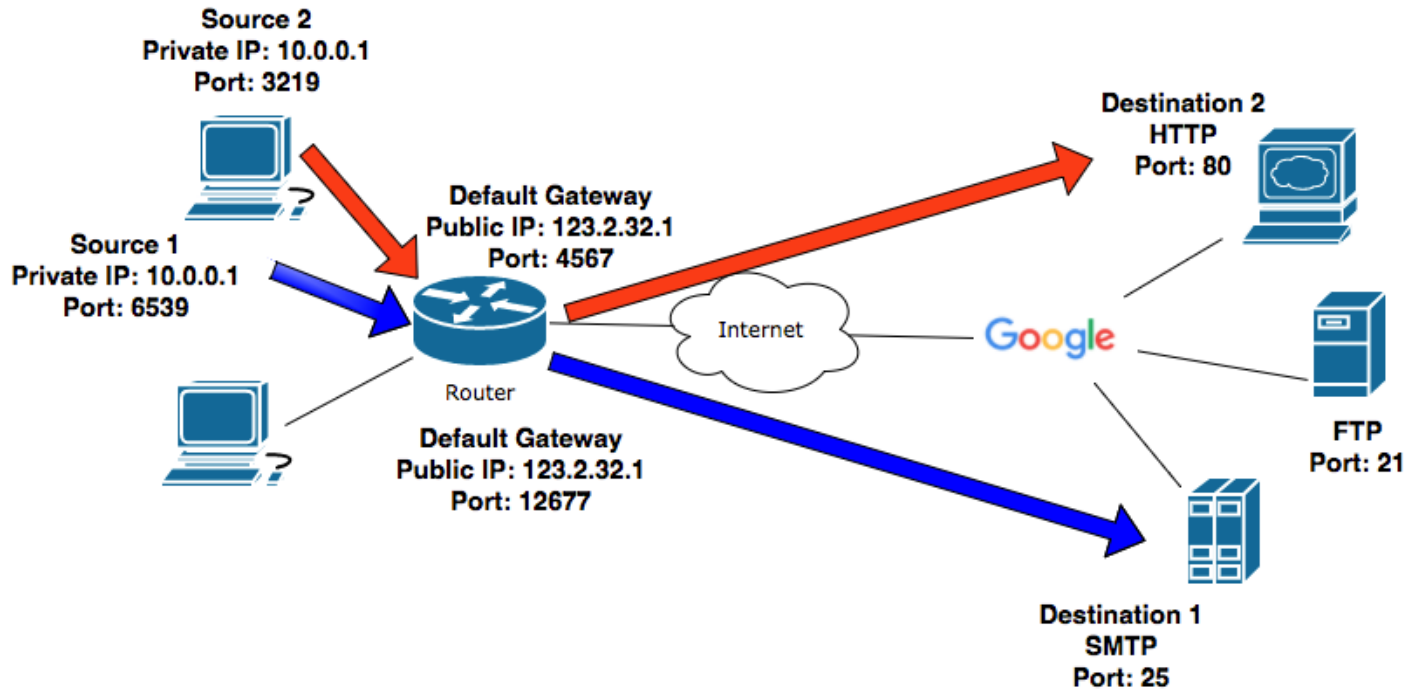 Source 2
Private IP: 10.0.0.1
Port: 3219
Destination 2
HTTP
Port: 80
Default Gateway
Public IP: 123.2.32.1
Port: 4567
Source 1
Private IP: 10.0.0.1
Port: 6539
Internet
Google
Router
Default Gateway
Public IP: 123.2.32.1
Port: 12677
FTP
Port: 21
Destination 1
SMTP
Port: 25